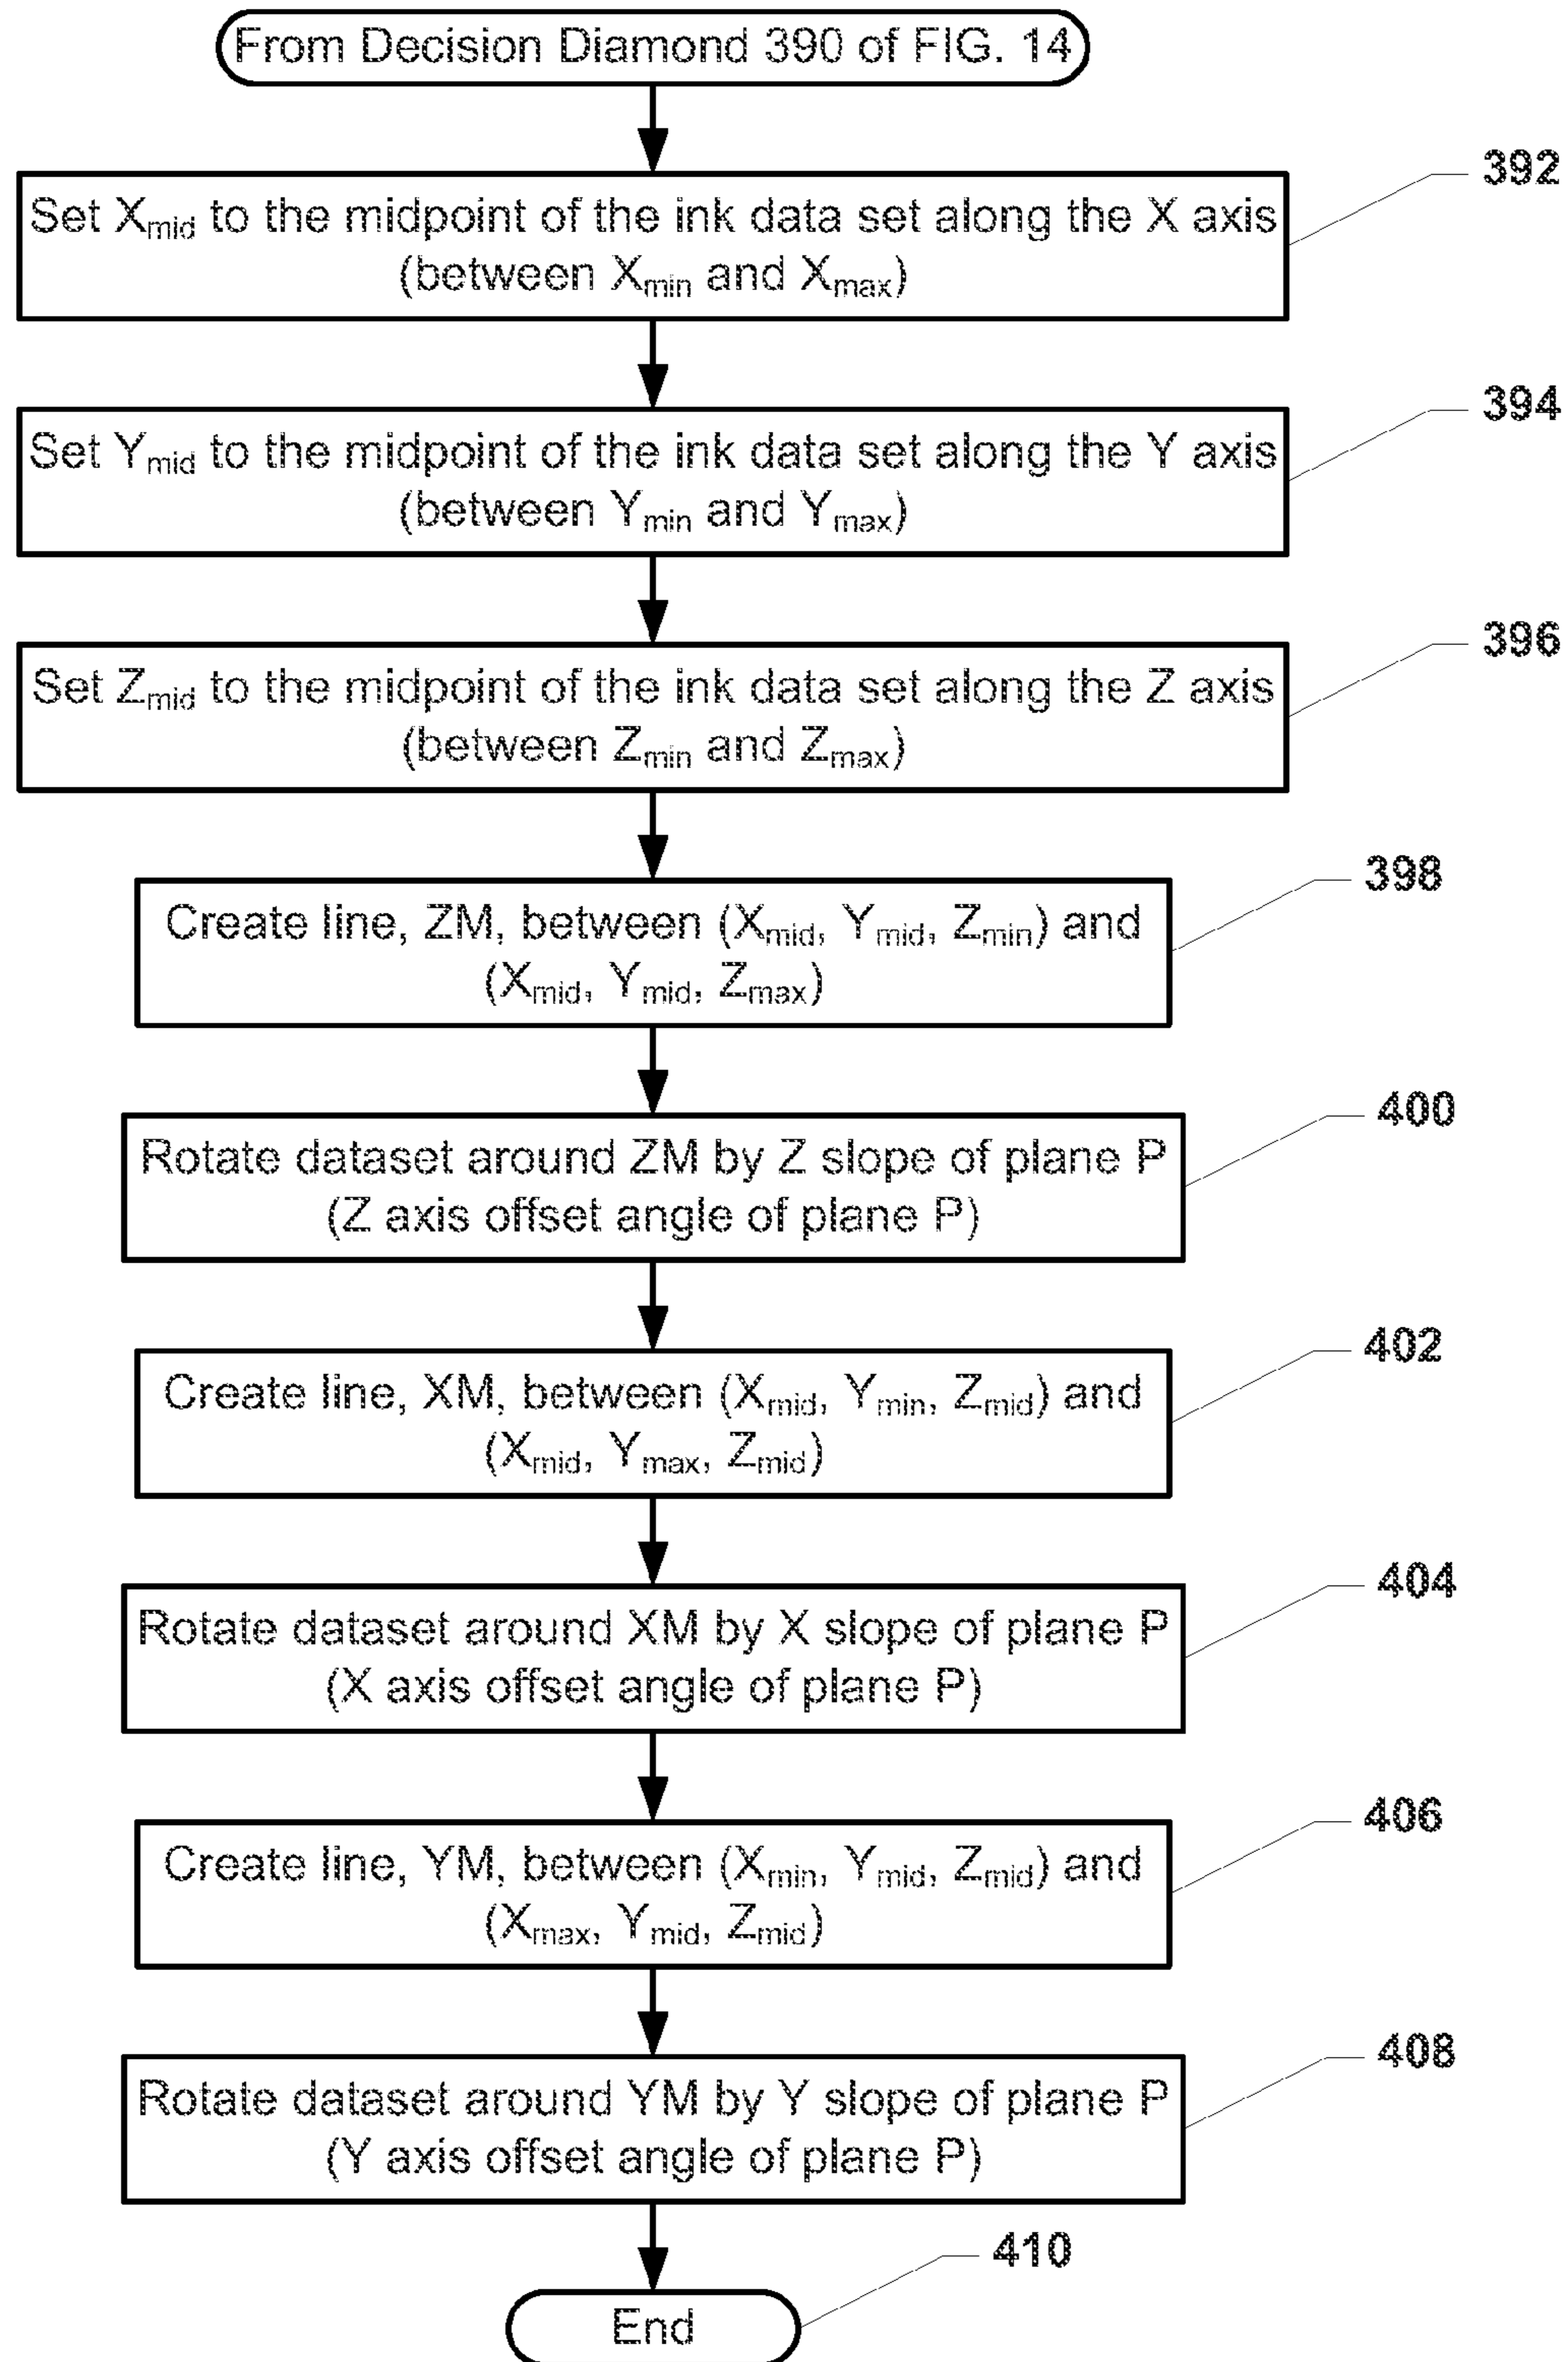 From Decision Diamond 390 of FIG. 14
392
Set Xmid to the midpoint of the ink data set along the X axis
(between Xmin and Xmax)
394
Set Ymid to the midpoint of the ink data set along the Y axis
(between Ymin and Ymax)
396
Set Zmid to the midpoint of the ink data set along the Z axis
(between Zmin and Zmax)
398
Create line, ZM, between (Xmid, Ymid, Zmin) and
(Xmid, Ymid, Zmax)
400
Rotate dataset around ZM by Z slope of plane P
(Z axis offset angle of plane P)
402
Create line, XM, between (Xmid, Ymin, Zmid) and
(Xmid, Ymax, Zmid)
404
Rotate dataset around XM by X slope of plane P
(X axis offset angle of plane P)
406
Create line, YM, between (Xmin, Ymid, Zmid) and
(Xmax, Ymid, Zmid)
408
Rotate dataset around YM by Y slope of plane P
(Y axis offset angle of plane P)
410
End